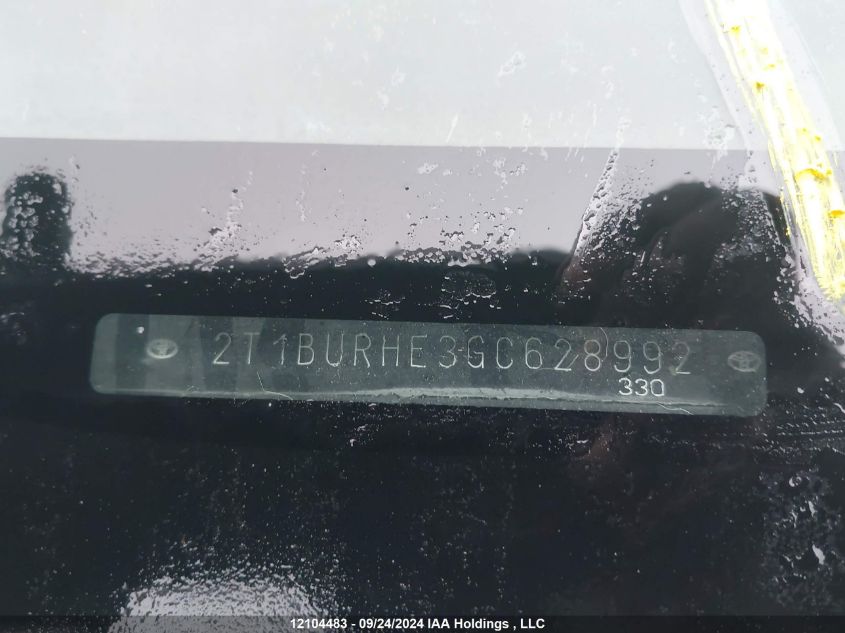 2T1BURHE3GC628992
330
12104483 - 09/24/2024 IAA Holdings , LLC